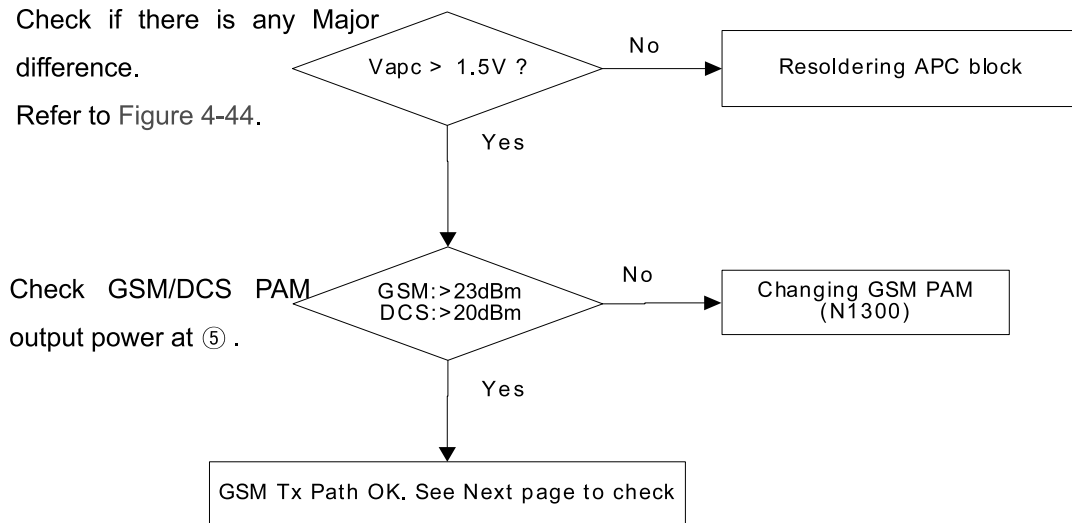 Check if there is any Major
difference.
Refer to Figure 4-44.
Vapc > 1.5V ?
No
Resoldering APC block
Yes
Check GSM/DCS PAM
output power at ⑤ .
GSM:>23dBm
DCS:>20dBm
No
Changing GSM PAM
(N1300)
Yes
GSM Tx Path OK. See Next page to check